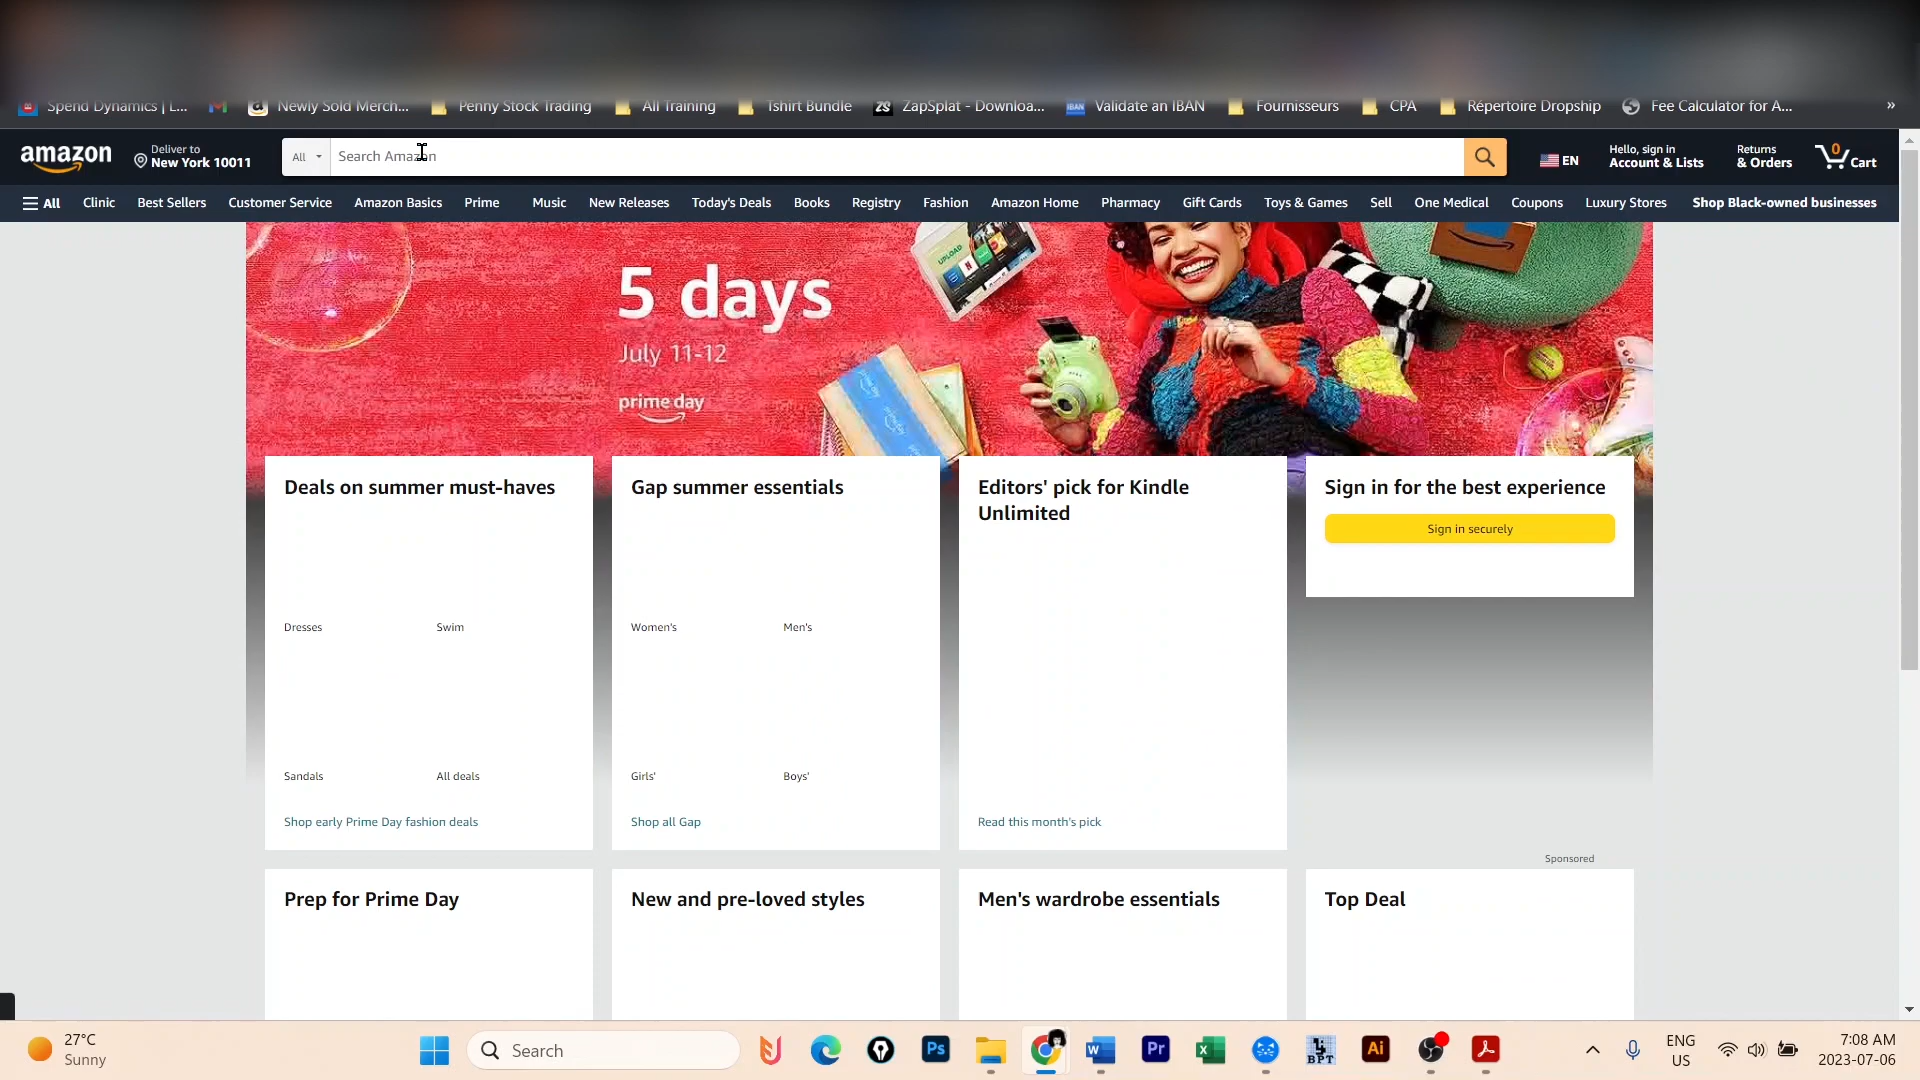 Spend Dynamics | L...
Newly Sold Merch...
Penny Stock Trading
All Training
Tshirt Bundle
ZS
ZapSplat - Downloa...
IBAN
Validate an IBAN
Fournisseurs
CPA
Répertoire Dropship
Fee Calculator for A...
»
amazon
Deliver to
New York 10011
All
Search Amazon
EN
Hello, sign in
Account & Lists
Returns
& Orders
0
Cart
All
Clinic
Best Sellers
Customer Service
Amazon Basics
Prime
Music
New Releases
Today's Deals
Books
Registry
Fashion
Amazon Home
Pharmacy
Gift Cards
Toys & Games
Sell
One Medical
Coupons
Luxury Stores
Shop Black-owned businesses
5 days
July 11-12
prime day
UPLOAD
Deals on summer must-haves
Dresses
Swim
Sandals
All deals
Shop early Prime Day fashion deals
Gap summer essentials
Women's
Men's
Girls'
Boys'
Shop all Gap
Editors' pick for Kindle
Unlimited
Read this month's pick
Sign in for the best experience
Sign in securely
Sponsored
Prep for Prime Day
New and pre-loved styles
Men's wardrobe essentials
Top Deal
27°C
Sunny
Search
Ps
W
Pr
X
BPT
Ai
ENG
US
7:08 AM
2023-07-06